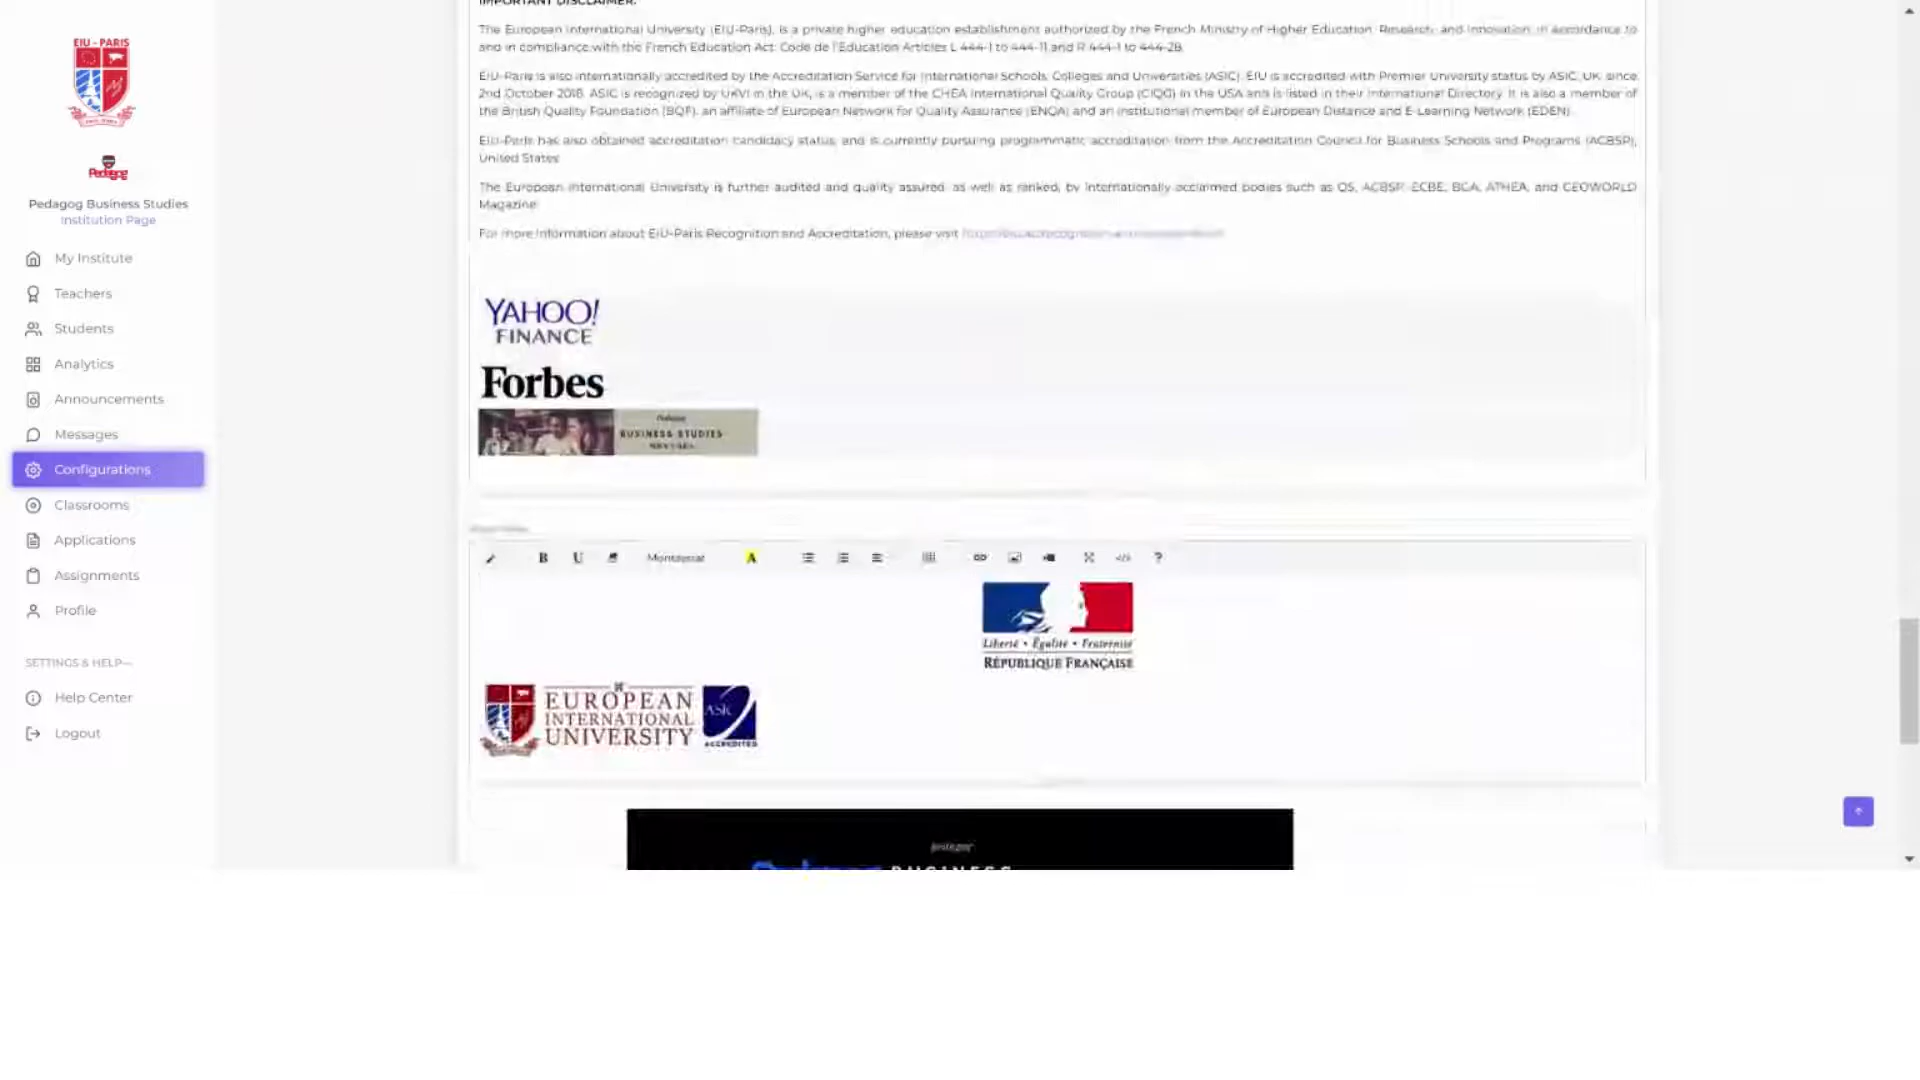 EIU - PARIS
Pedagog
Pedagog Business Studies
Institution Page
My Institute
Teachers
Students
Analytics
Announcements
Messages
Configurations
Classrooms
Applications
Assignments
Profile
SETTINGS & HELP—
Help Center
Logout
IMPORTANT DISCLAIMER:
The European International University (EIU-Paris), is a private higher education establishment authorized by the French Ministry of Higher Education, Research, and Innovation, in accordance to
and in compliance with the French Education Act: Code de l'Education Articles L 444-1 to 444-11 and R 444-1 to 444-28.
EIU-Paris is also internationally accredited by the Accreditation Service for International Schools, Colleges and Universities (ASIC). EIU is accredited with Premier University status by ASIC, UK, since
2nd October 2018. ASIC is recognized by UKVI in the UK, is a member of the CHEA International Quality Group (CIQG) in the USA and is listed in their International Directory. It is also a member of
the British Quality Foundation (BQF), an affiliate of European Network for Quality Assurance (ENQA) and an institutional member of European Distance and E-Learning Network (EDEN).
EIU-Paris has also obtained accreditation candidacy status, and is currently pursuing programmatic accreditation from the Accreditation Council for Business Schools and Programs (ACBSP),
United States.
The European International University is further audited and quality assured, as well as ranked, by internationally acclaimed bodies such as QS, ACBSP, ECBE, BGA, ATHEA, and CEOWORLD
Magazine.
For more information about EIU-Paris Recognition and Accreditation, please visit
YAHOO!
FINANCE
Forbes
BUSINESS STUDIES
B U Montserrat A </> ?
Liberté • Égalité • Fraternité
RÉPUBLIQUE FRANÇAISE
EUROPEAN
INTERNATIONAL
UNIVERSITY
ASIC
ACCREDITED
pedagog
BUSINESS